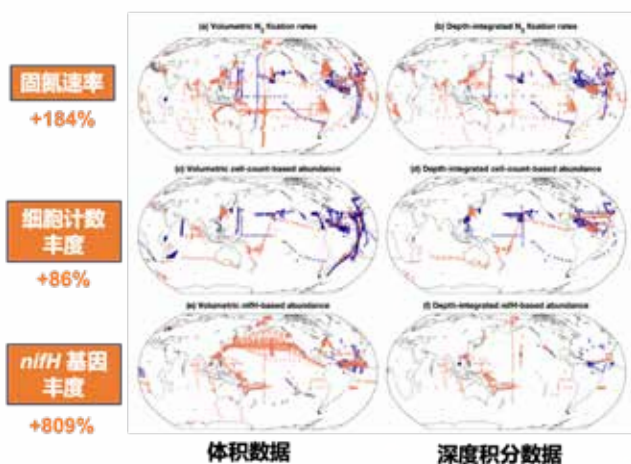 (a) Volumetric N₂ fixation rates
(b) Depth-integrated N₂ fixation rates
固氮速率
+184%
(c) Volumetric cell-count-based abundance
(d) Depth-integrated cell-count-based abundance
细胞计数
丰度
+86%
(e) Volumetric nifH-based abundance
(f) Depth-integrated nifH-based abundance
nifH 基因
丰度
+809%
体积数据
深度积分数据